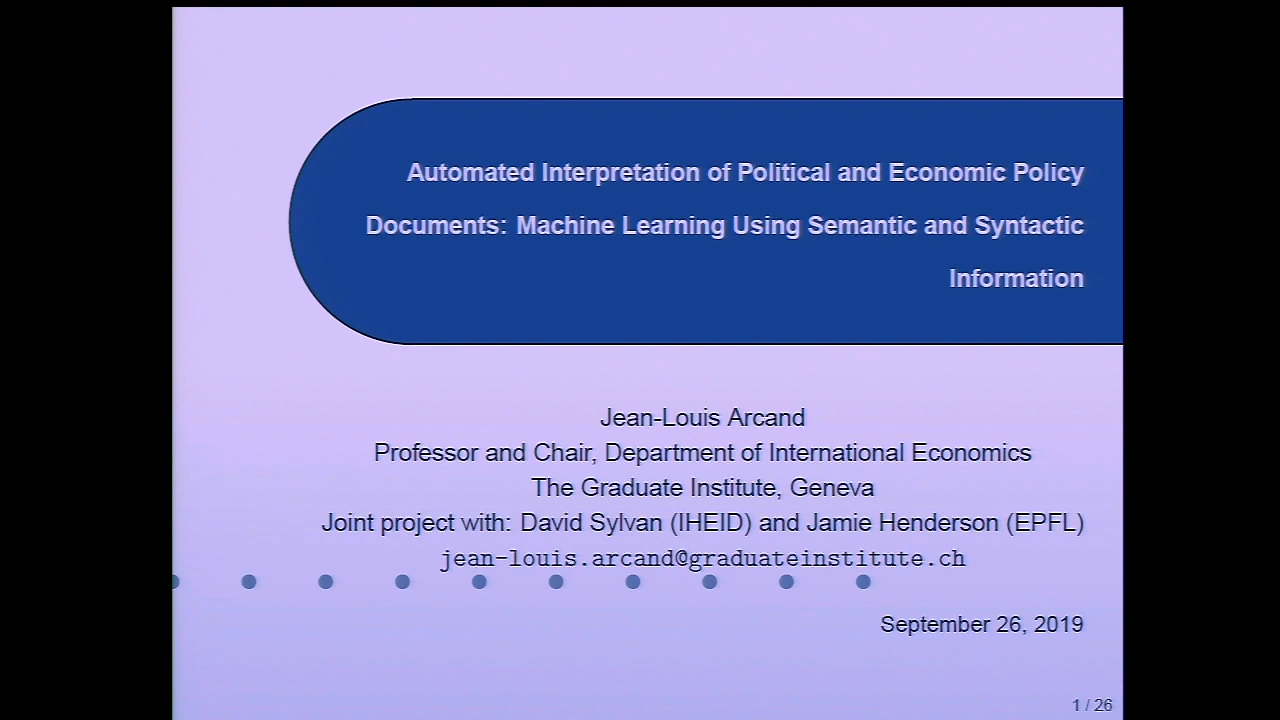 Automated Interpretation of Political and Economic Policy
Documents: Machine Learning Using Semantic and Syntactic
Information
Jean-Louis Arcand
Professor and Chair, Department of International Economics
The Graduate Institute, Geneva
Joint project with: David Sylvan (IHEID) and Jamie Henderson (EPFL)
jean-louis.arcand@graduateinstitute.ch
September 26, 2019
1 / 26